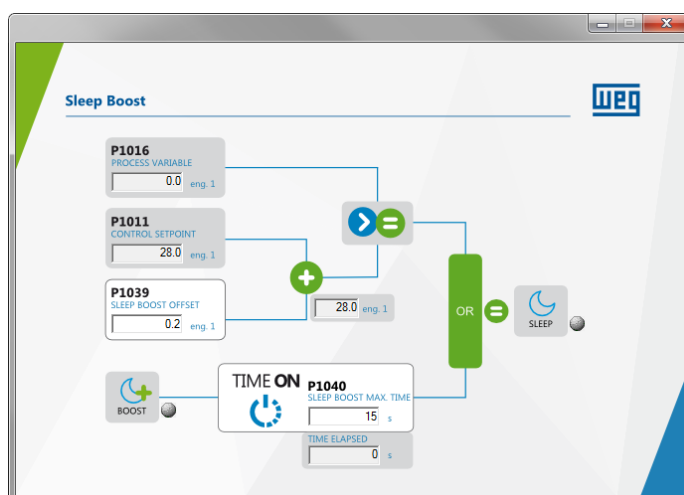 Sleep Boost
WEG
P1016
PROCESS VARIABLE
0.0 eng. 1
P1011
CONTROL SETPOINT
28.0 eng. 1
P1039
SLEEP BOOST OFFSET
0.2 eng. 1
28.0 eng. 1
OR
SLEEP
BOOST
TIME ON
P1040
SLEEP BOOST MAX. TIME
15 s
TIME ELAPSED
0 s